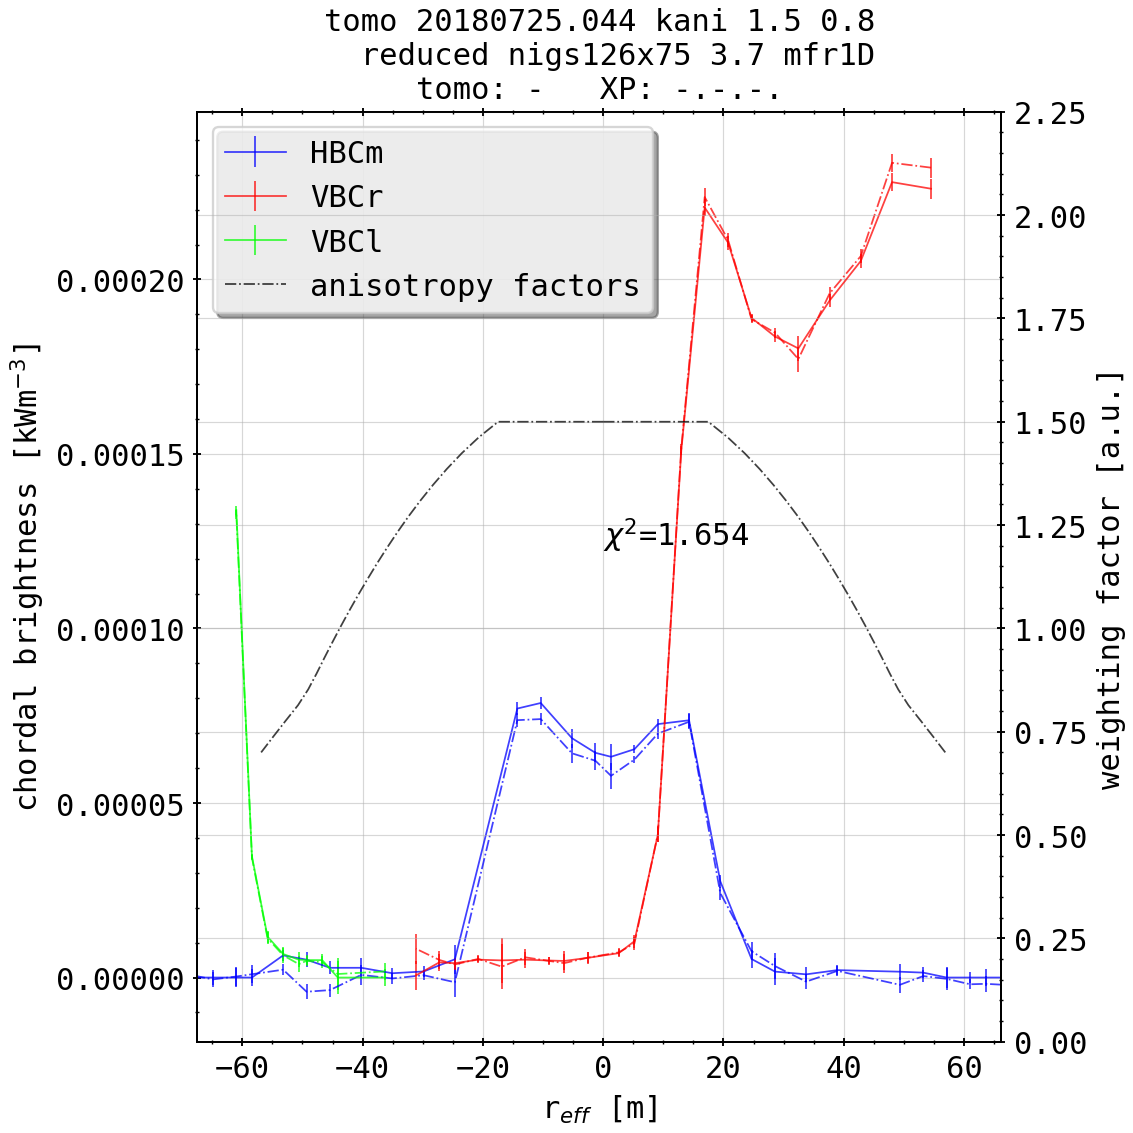 tomo 20180725.044 kani 1.5 0.8
reduced nigs126x75 3.7 mfr1D
tomo: -   XP: -.-.-.
HBCm
VBCr
VBCl
anisotropy factors
χ²=1.654
chordal brightness [kWm⁻³]
0.00020
0.00015
0.00010
0.00005
0.00000
2.25
2.00
1.75
1.50
1.25
1.00
0.75
0.50
0.25
0.00
weighting factor [a.u.]
−60 −40 −20 0 20 40 60
r_eff [m]